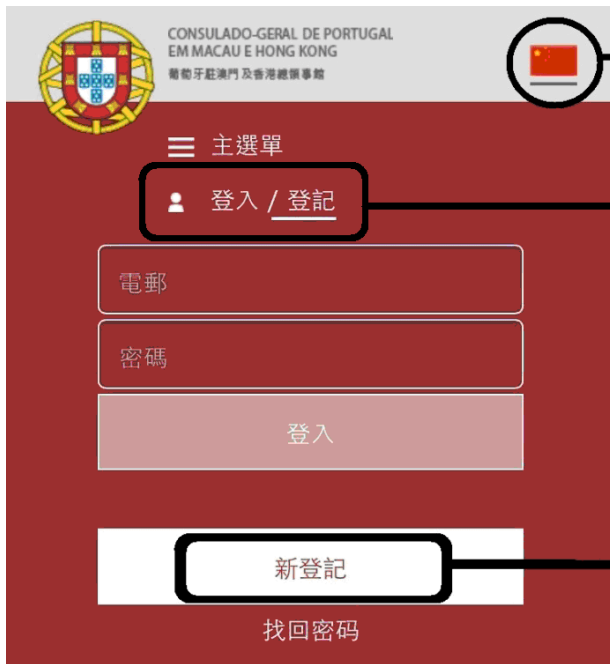 CONSULADO-GERAL DE PORTUGAL
EM MACAU E HONG KONG
葡萄牙駐澳門及香港總領事館
主選單
登入 / 登記
電郵
密碼
登入
新登記
找回密码